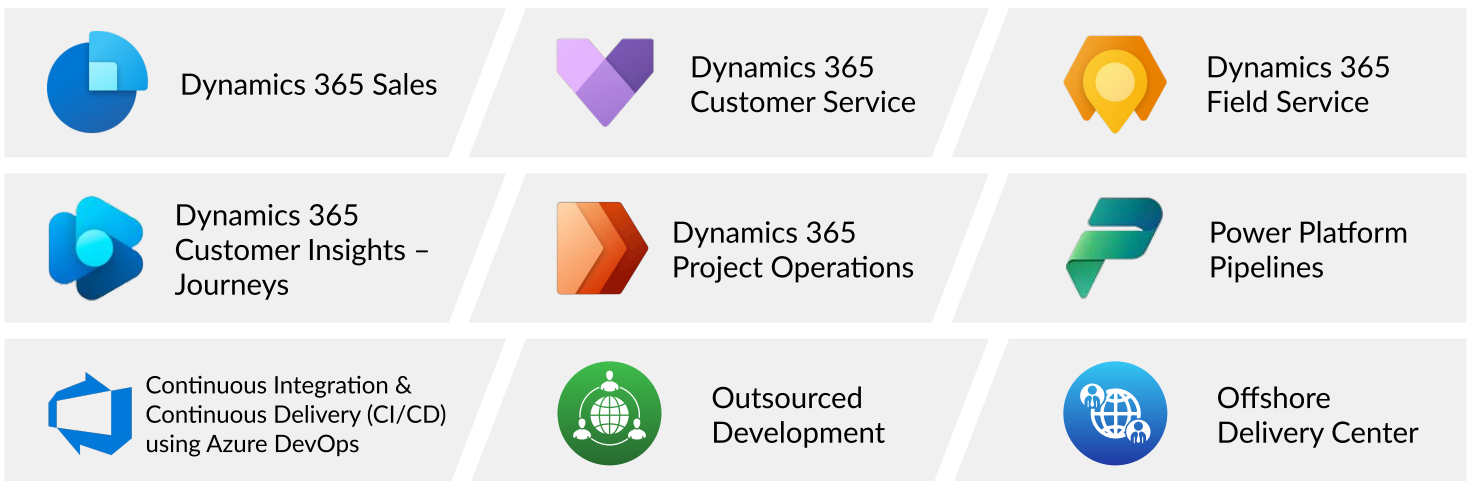 Dynamics 365 Sales
Dynamics 365
Customer Service
Dynamics 365
Field Service
Dynamics 365
Customer Insights –
Journeys
Dynamics 365
Project Operations
Power Platform
Pipelines
Continuous Integration &
Continuous Delivery (CI/CD)
using Azure DevOps
Outsourced
Development
Offshore
Delivery Center